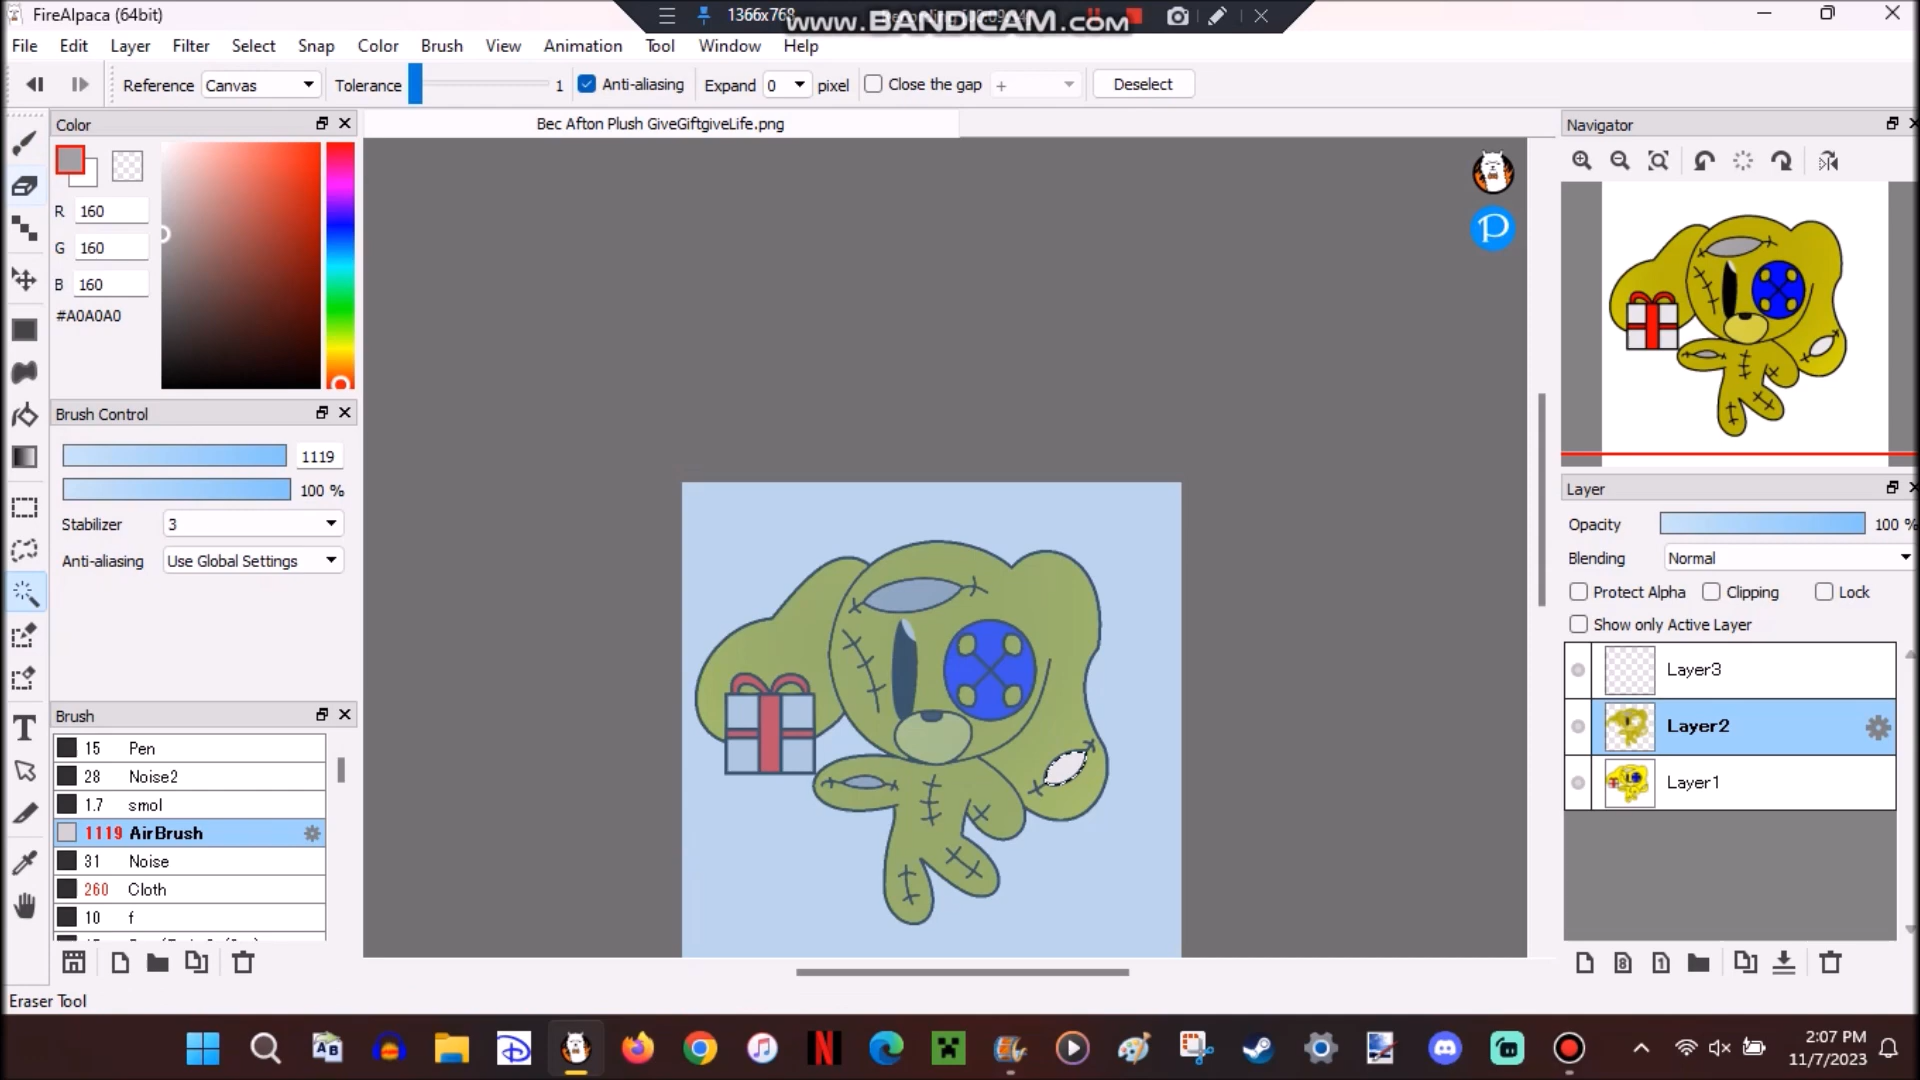 FireAlpaca (64bit)
1366x768
www.BANDICAM.com
File Edit Layer Filter Select Snap Color Brush View Animation Tool Window Help
Reference Canvas Tolerance 1 Anti-aliasing Expand 0 pixel Close the gap + Deselect
Color
Bec Afton Plush GiveGiftgiveLife.png
Navigator
R 160
G 160
B 160
#A0A0A0
Brush Control
1119
100 %
Stabilizer 3
Anti-aliasing Use Global Settings
Layer
Opacity 100 %
Blending Normal
Protect Alpha Clipping Lock
Show only Active Layer
Layer3
Layer2
Layer1
Brush
15 Pen
28 Noise2
1.7 smol
1119 AirBrush
31 Noise
260 Cloth
10 f
Eraser Tool
2:07 PM
11/7/2023